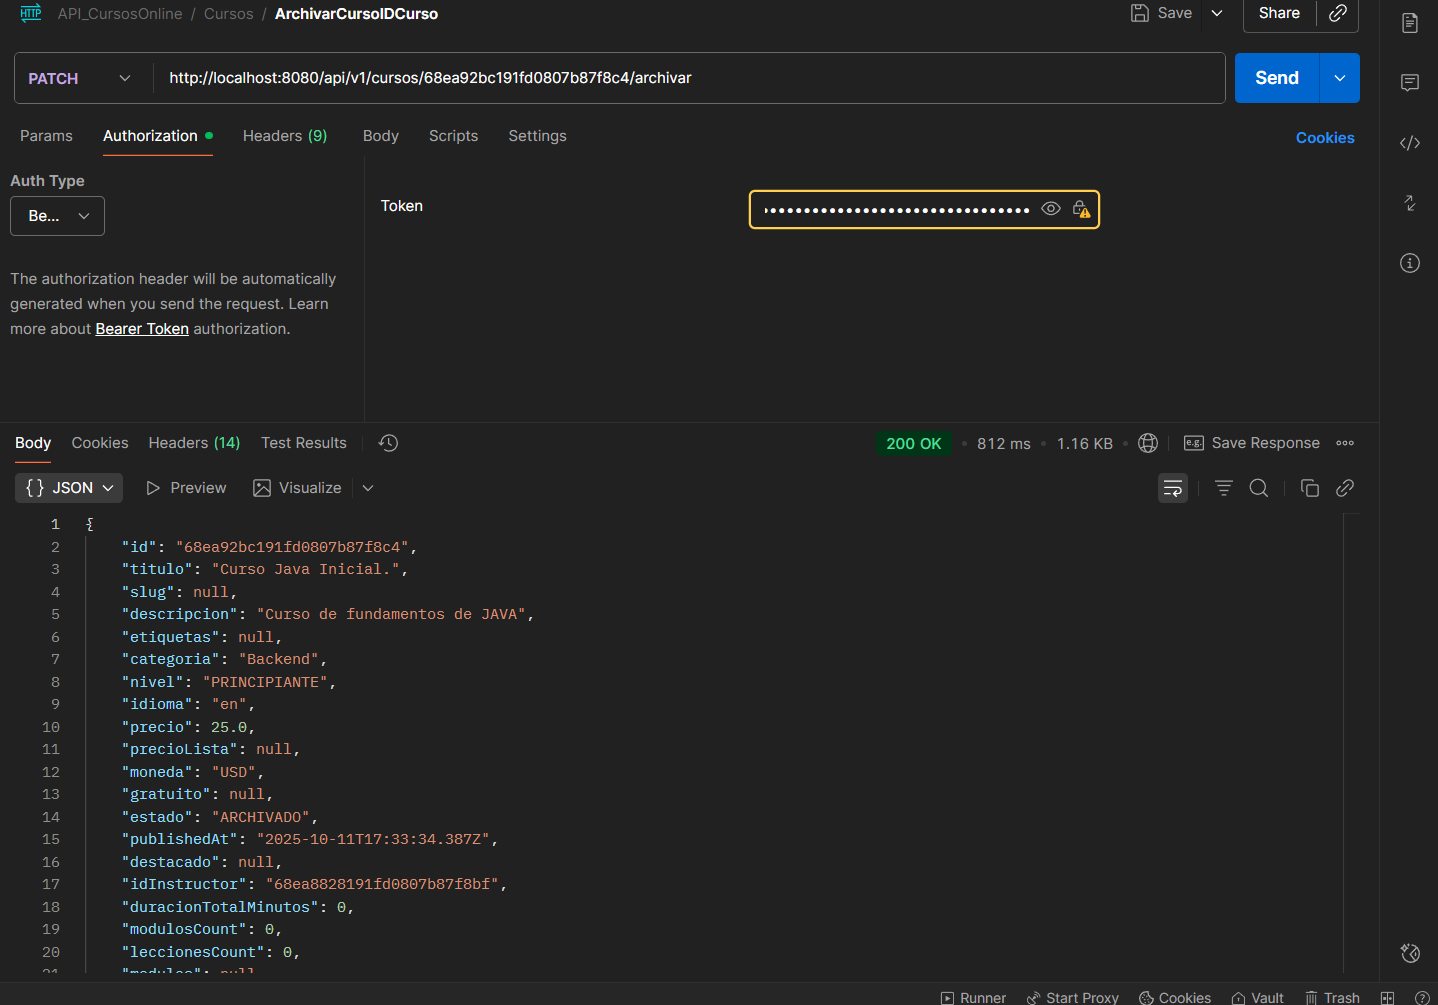 HTTP API_CursosOnline / Cursos / ArchivarCursoIDCurso Save Share
PATCH http://localhost:8080/api/v1/cursos/68ea92bc191fd0807b87f8c4/archivar Send
Params Authorization Headers (9) Body Scripts Settings Cookies
Auth Type
Be...
Token
The authorization header will be automatically
generated when you send the request. Learn
more about Bearer Token authorization.
Body Cookies Headers (14) Test Results 200 OK • 812 ms • 1.16 KB • e.g. Save Response
{} JSON Preview Visualize
1 {
2 "id": "68ea92bc191fd0807b87f8c4",
3 "titulo": "Curso Java Inicial.",
4 "slug": null,
5 "descripcion": "Curso de fundamentos de JAVA",
6 "etiquetas": null,
7 "categoria": "Backend",
8 "nivel": "PRINCIPIANTE",
9 "idioma": "en",
10 "precio": 25.0,
11 "precioLista": null,
12 "moneda": "USD",
13 "gratuito": null,
14 "estado": "ARCHIVADO",
15 "publishedAt": "2025-10-11T17:33:34.387Z",
16 "destacado": null,
17 "idInstructor": "68ea8828191fd0807b87f8bf",
18 "duracionTotalMinutos": 0,
19 "modulosCount": 0,
20 "leccionesCount": 0,
21 "modulos": null
Runner Start Proxy Cookies Vault Trash